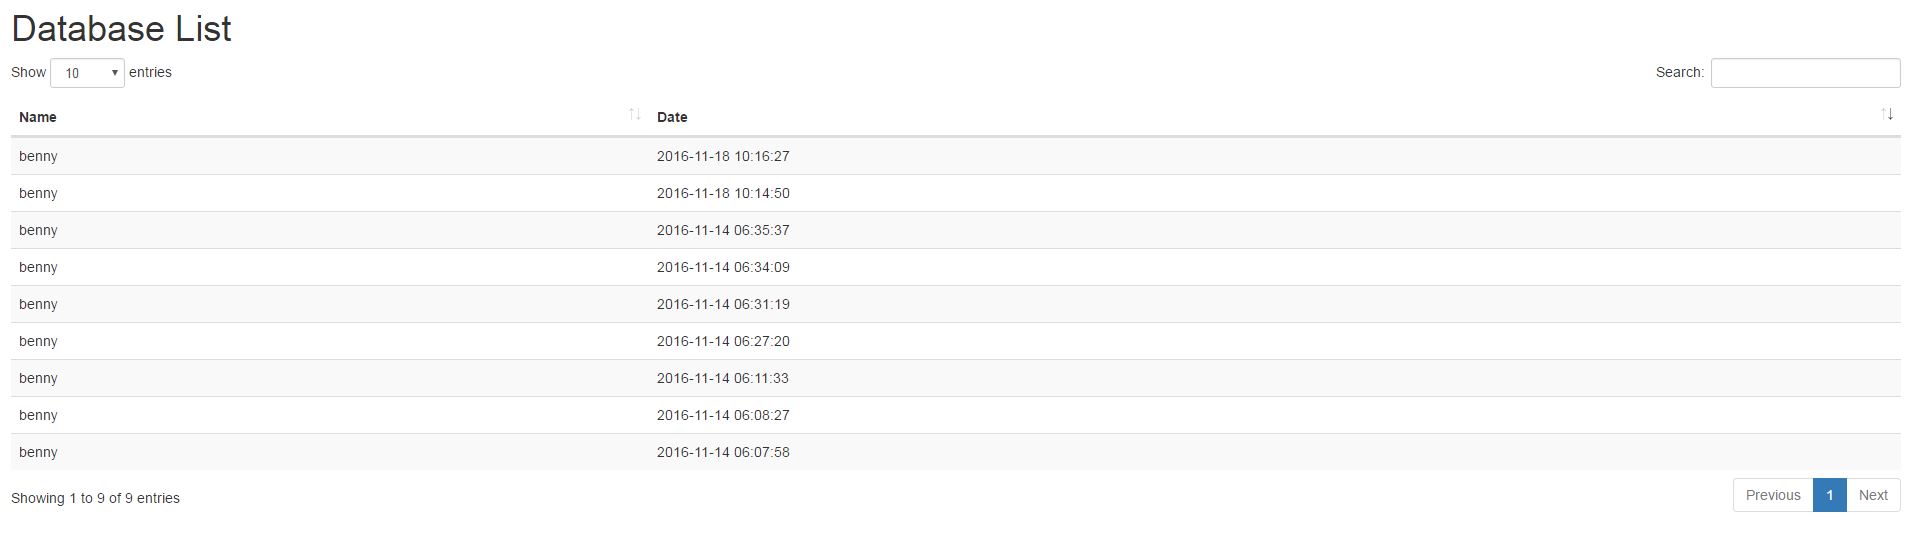 Database List
Show 10 entries Search:
Name Date
benny 2016-11-18 10:16:27
benny 2016-11-18 10:14:50
benny 2016-11-14 06:35:37
benny 2016-11-14 06:34:09
benny 2016-11-14 06:31:19
benny 2016-11-14 06:27:20
benny 2016-11-14 06:11:33
benny 2016-11-14 06:08:27
benny 2016-11-14 06:07:58
Showing 1 to 9 of 9 entries Previous 1 Next